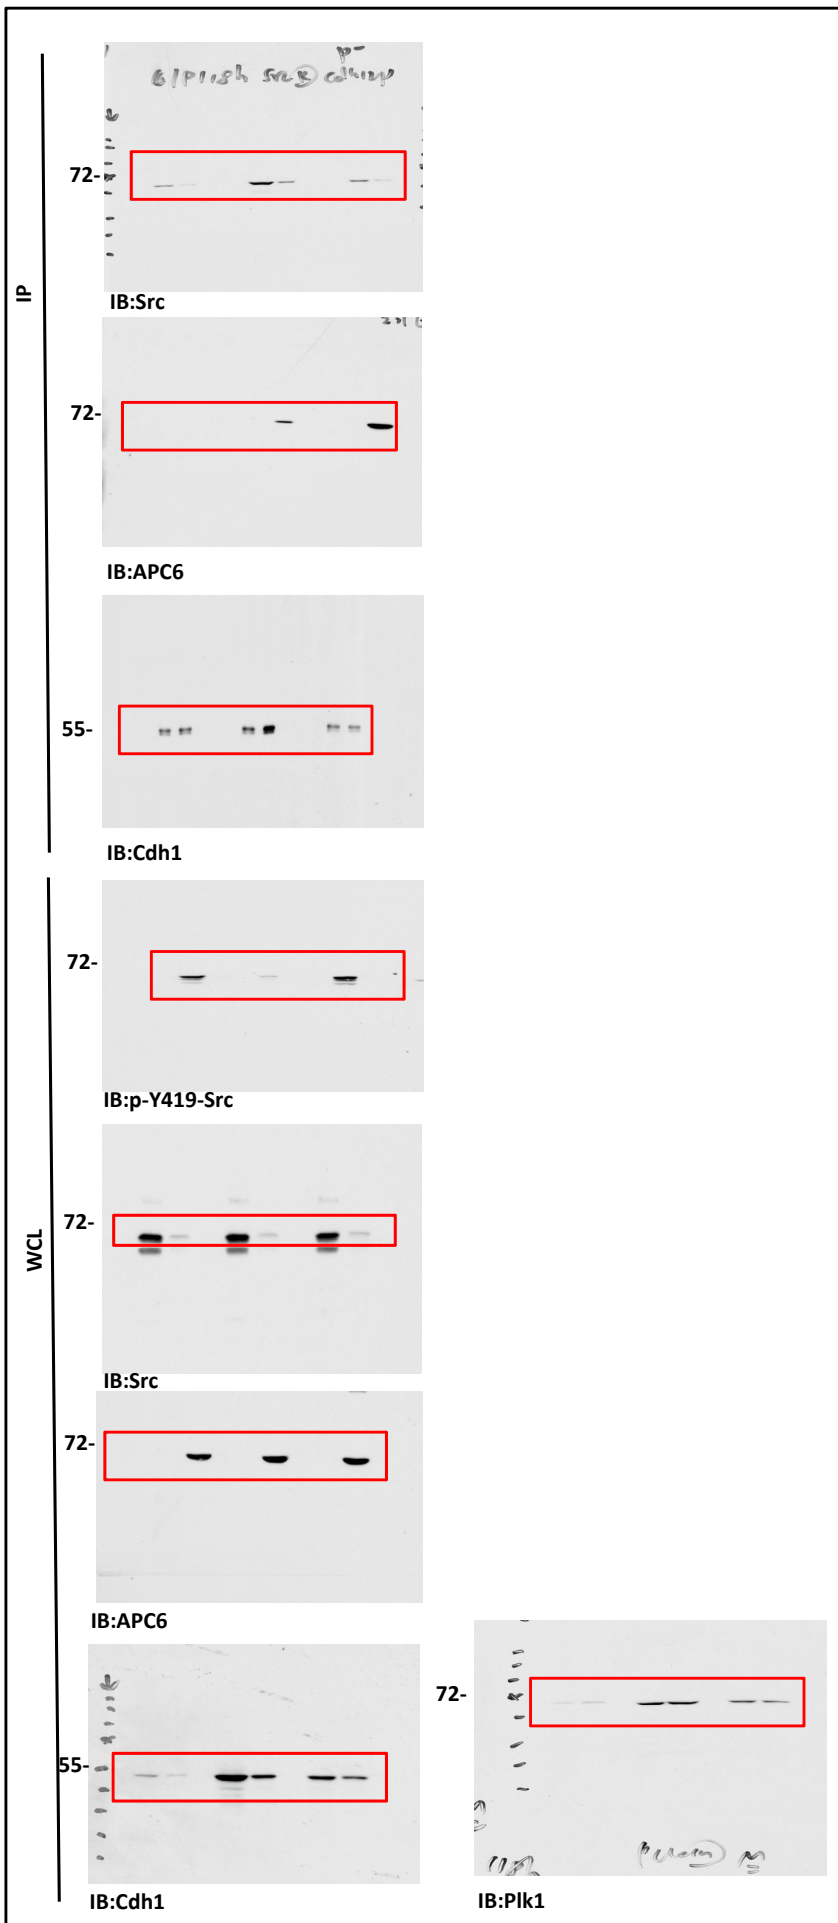 IP
72-
IB:Src
72-
IB:APC6
55-
IB:Cdh1
WCL
72-
IB:p-Y419-Src
72-
IB:Src
72-
IB:APC6
55-
IB:Cdh1
72-
IB:Plk1